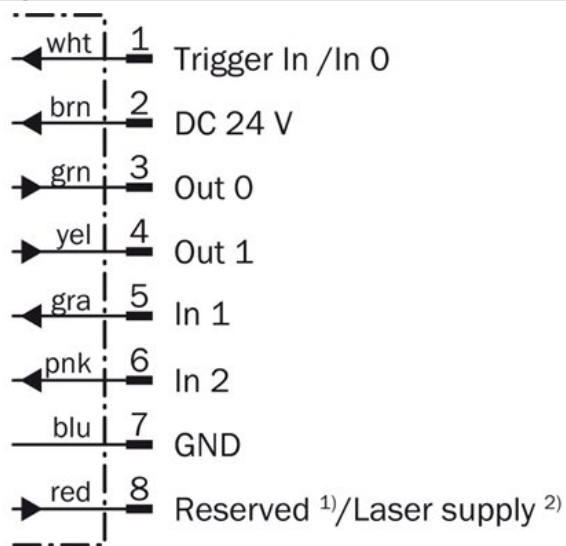 wht 1 Trigger In /In 0
brn 2 DC 24 V
grn 3 Out 0
yel 4 Out 1
gra 5 In 1
pnk 6 In 2
blu 7 GND
red 8 Reserved ¹⁾/Laser supply ²⁾